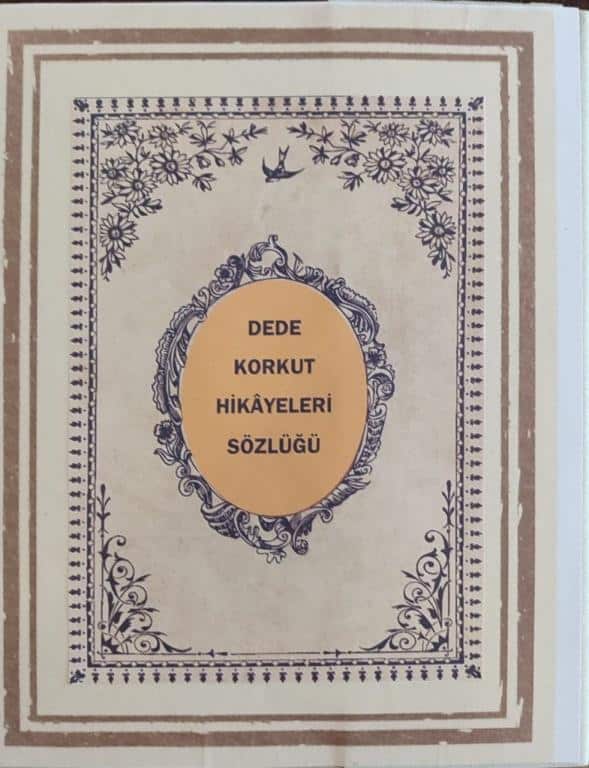 DEDE
KORKUT
HİKÂYELERİ
SÖZLÜĞÜ